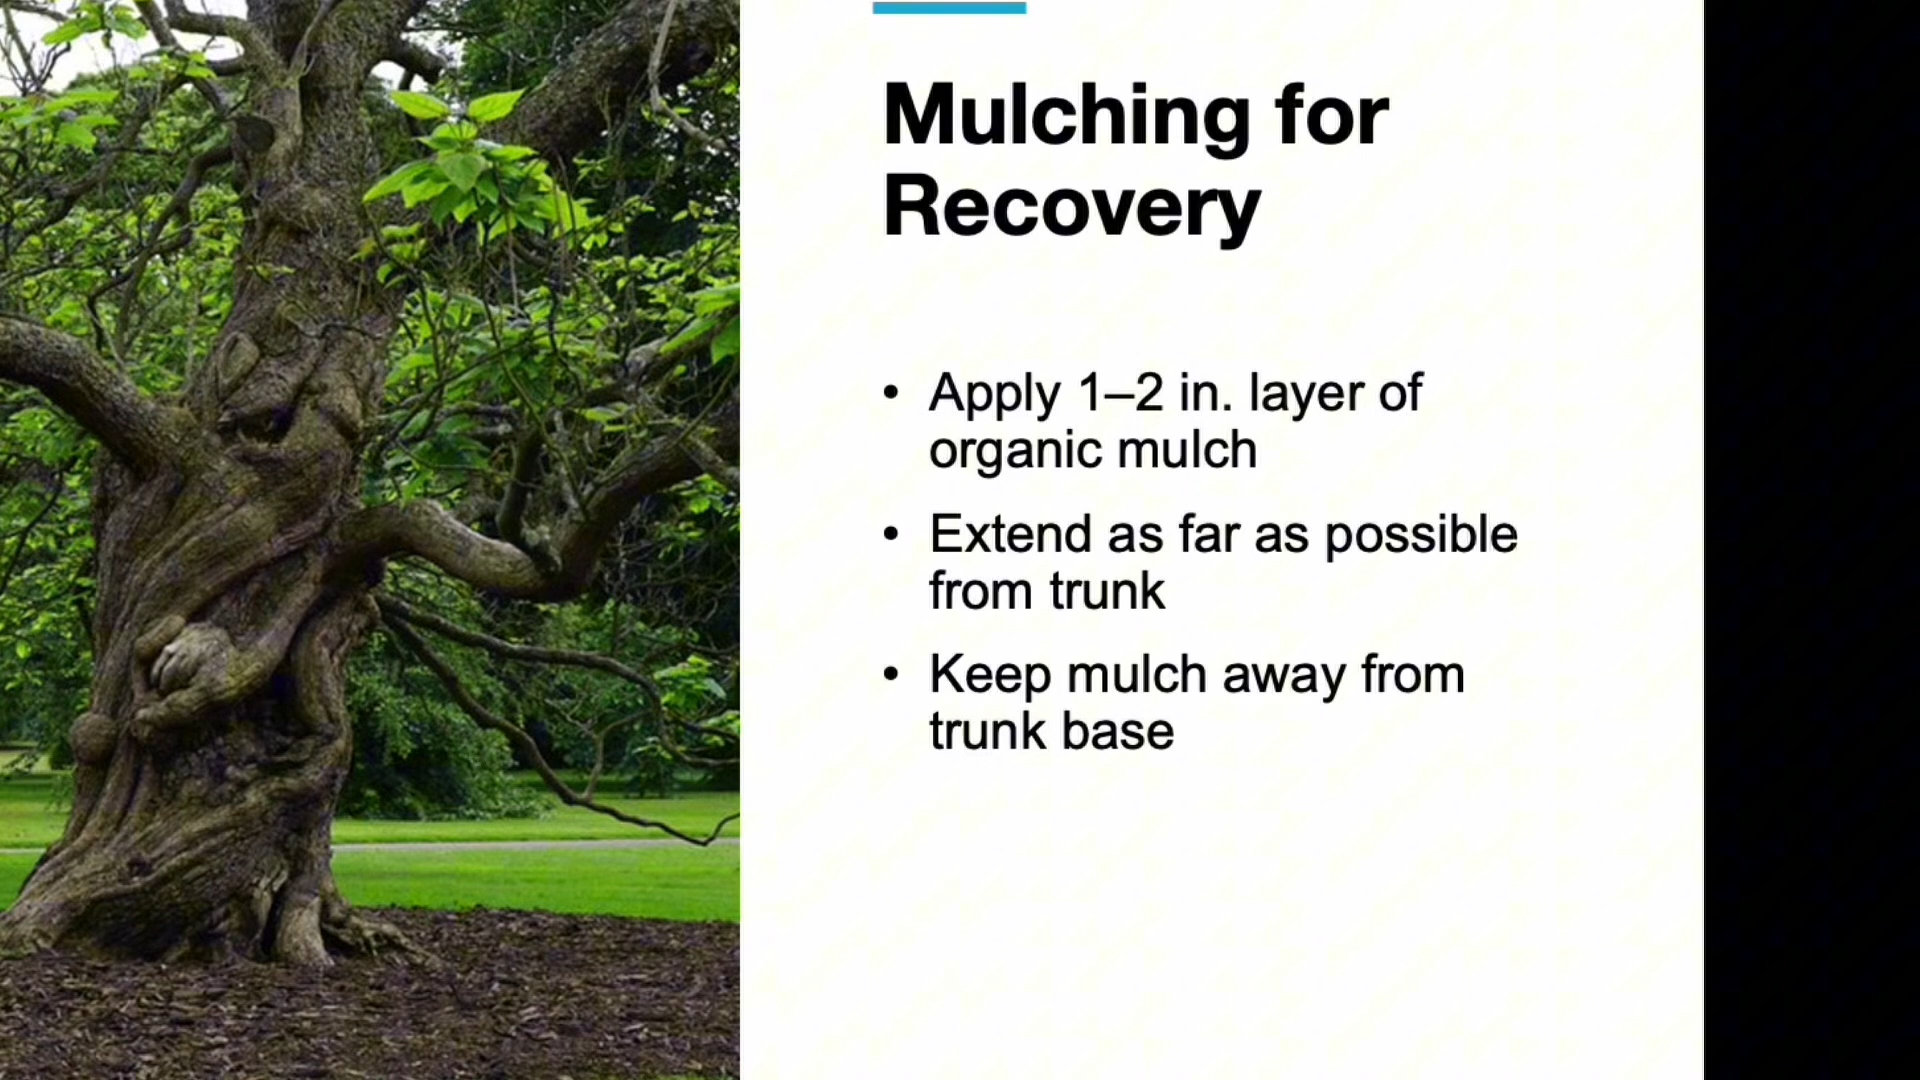 Mulching for
Recovery
• Apply 1–2 in. layer of
organic mulch
• Extend as far as possible
from trunk
• Keep mulch away from
trunk base